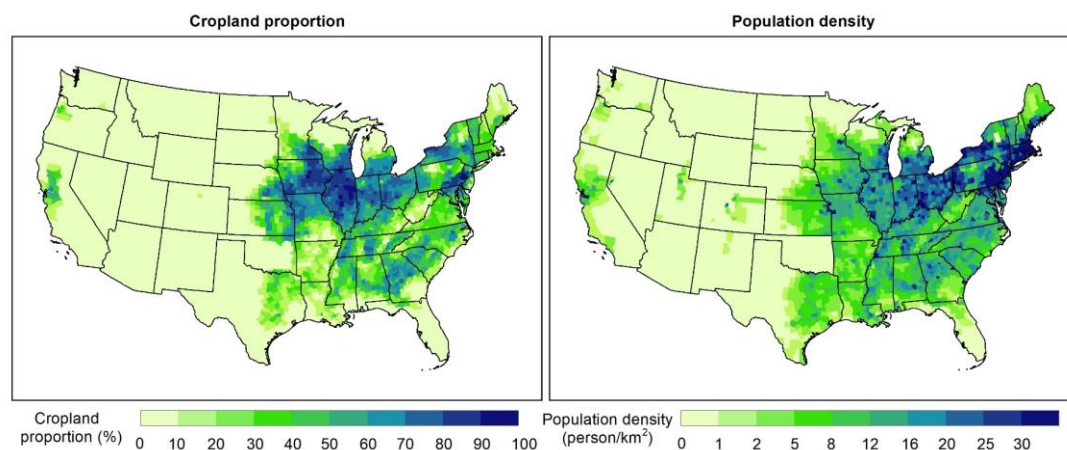 Cropland proportion
Population density
Cropland
proportion (%)
0 10 20 30 40 50 60 70 80 90 100
Population density
(person/km²)
0 1 2 5 8 12 16 20 25 30